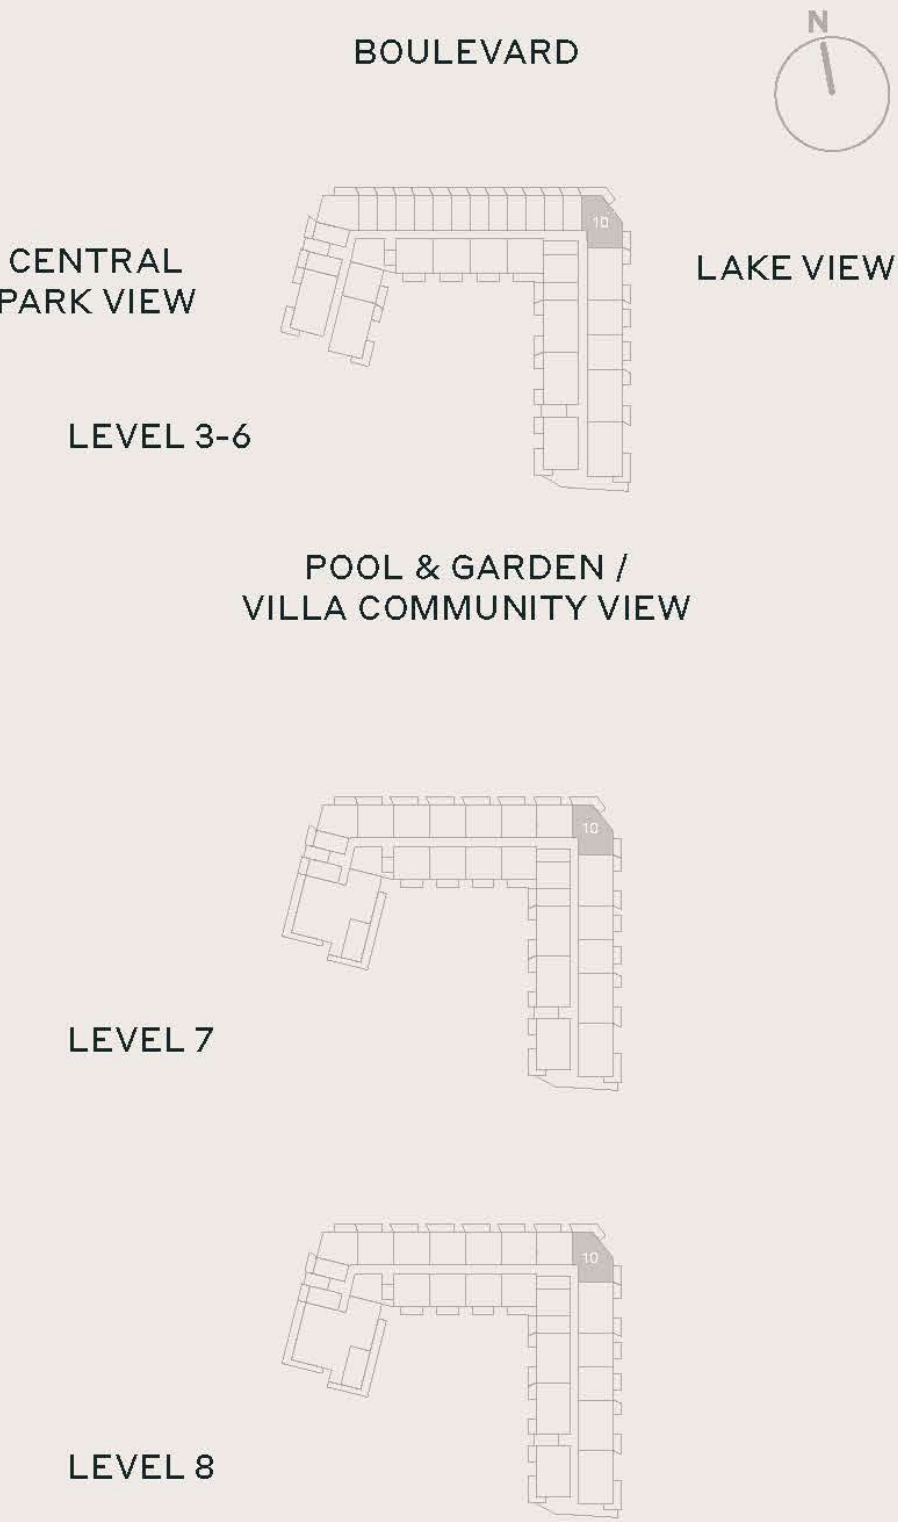 N
BOULEVARD
10
CENTRAL
PARK VIEW
LAKE VIEW
LEVEL 3-6
POOL & GARDEN /
VILLA COMMUNITY VIEW
10
LEVEL 7
10
LEVEL 8